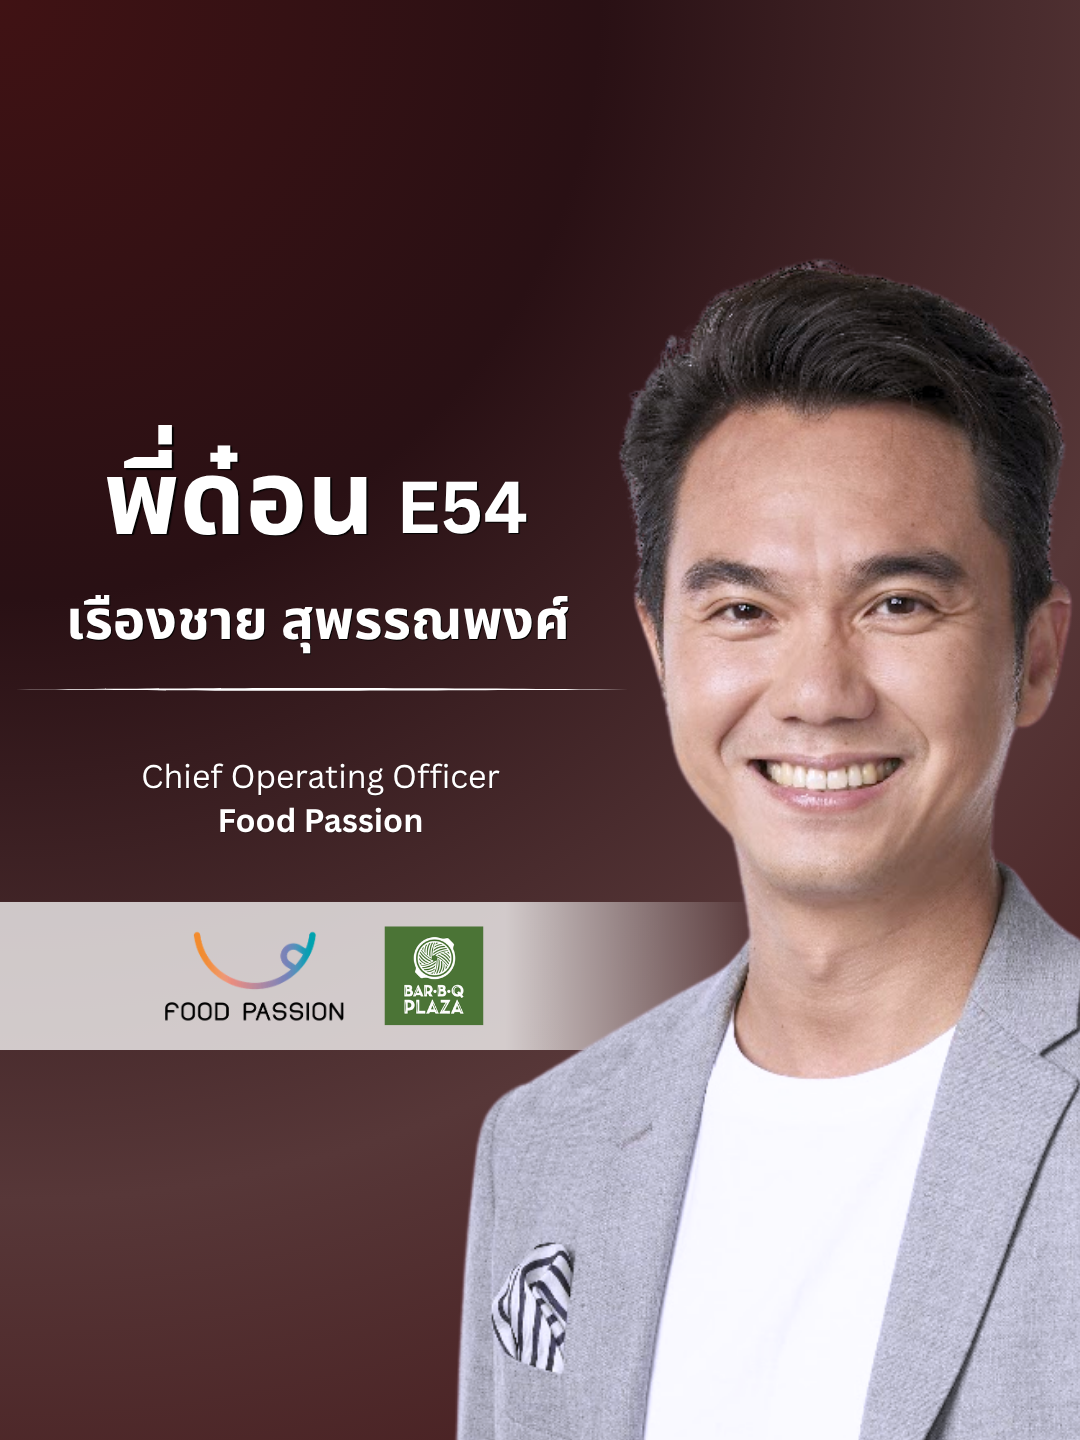 พี่ด๋อน E54
เรืองชาย สุพรรณพงศ์
Chief Operating Officer
Food Passion
FOOD PASSION
BAR·B·Q
PLAZA